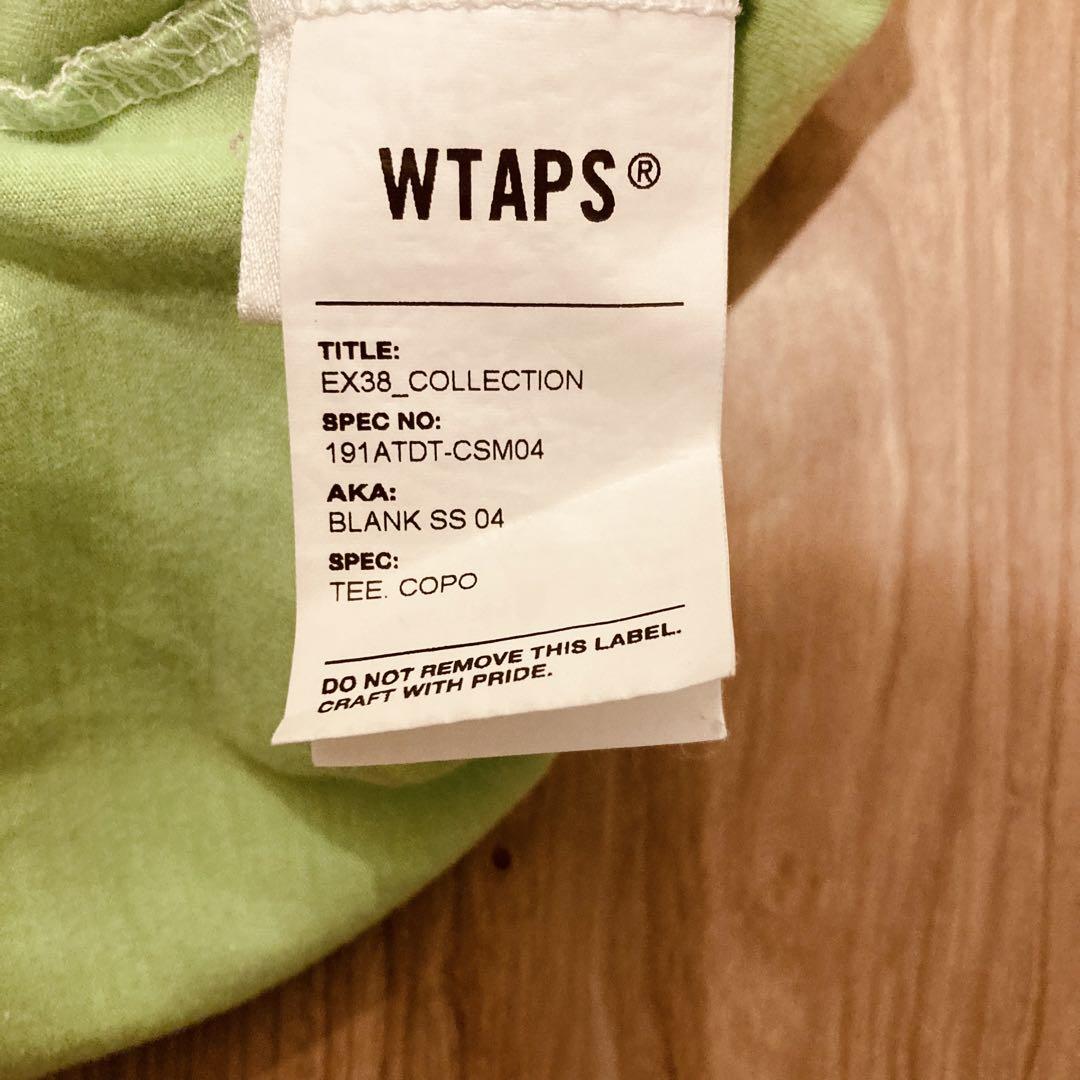 WTAPS®
TITLE:
EX38_COLLECTION
SPEC NO:
191ATDT-CSM04
AKA:
BLANK SS 04
SPEC:
TEE. COPO
DO NOT REMOVE THIS LABEL.
CRAFT WITH PRIDE.